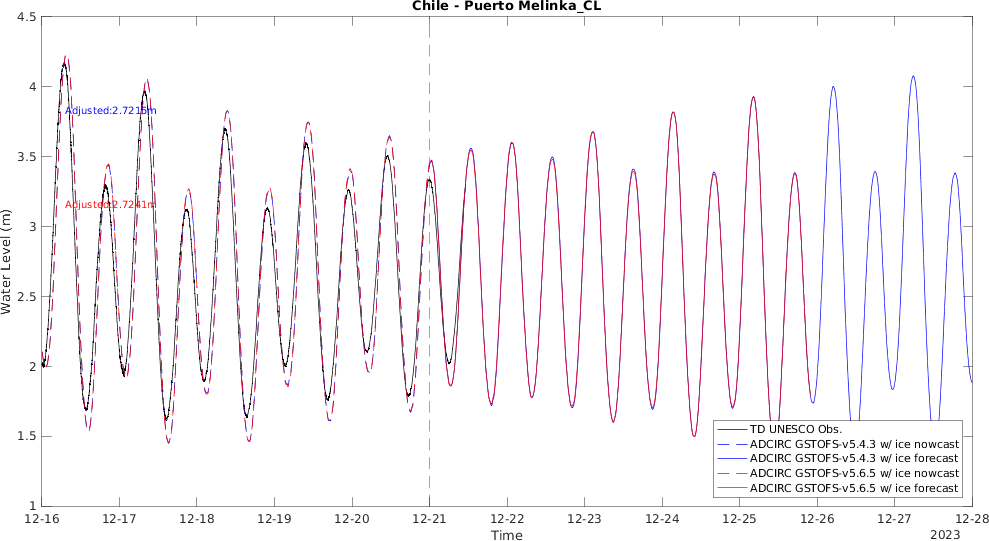 Chile - Puerto Melinka_CL
Water Level (m)
4.5
4
3.5
3
2.5
2
1.5
1
Adjusted:2.7215m
Adjusted:2.7241m
TD UNESCO Obs.
ADCIRC GSTOFS-v5.4.3 w/ ice nowcast
ADCIRC GSTOFS-v5.4.3 w/ ice forecast
ADCIRC GSTOFS-v5.6.5 w/ ice nowcast
ADCIRC GSTOFS-v5.6.5 w/ ice forecast
12-16 12-17 12-18 12-19 12-20 12-21 12-22 12-23 12-24 12-25 12-26 12-27 12-28
Time
2023